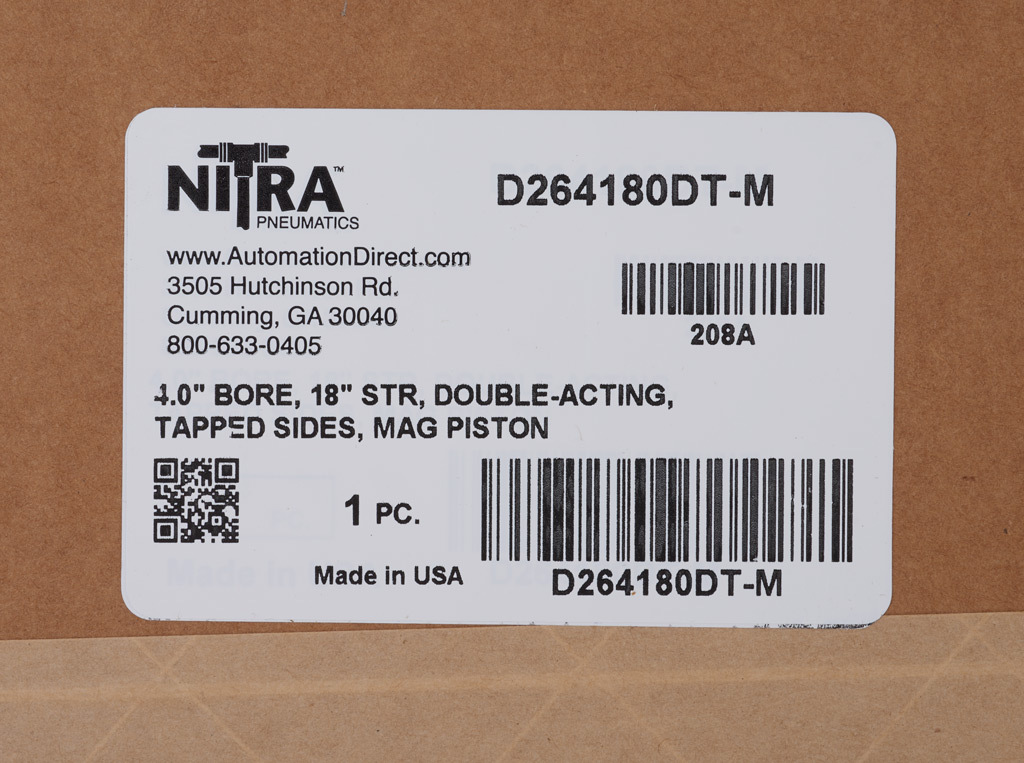 NITRA™
PNEUMATICS
D264180DT-M
www.AutomationDirect.com
3505 Hutchinson Rd.
Cumming, GA 30040
800-633-0405
208A
4.0" BORE, 18" STR, DOUBLE-ACTING,
TAPPED SIDES, MAG PISTON
1 PC.
Made in USA
D264180DT-M